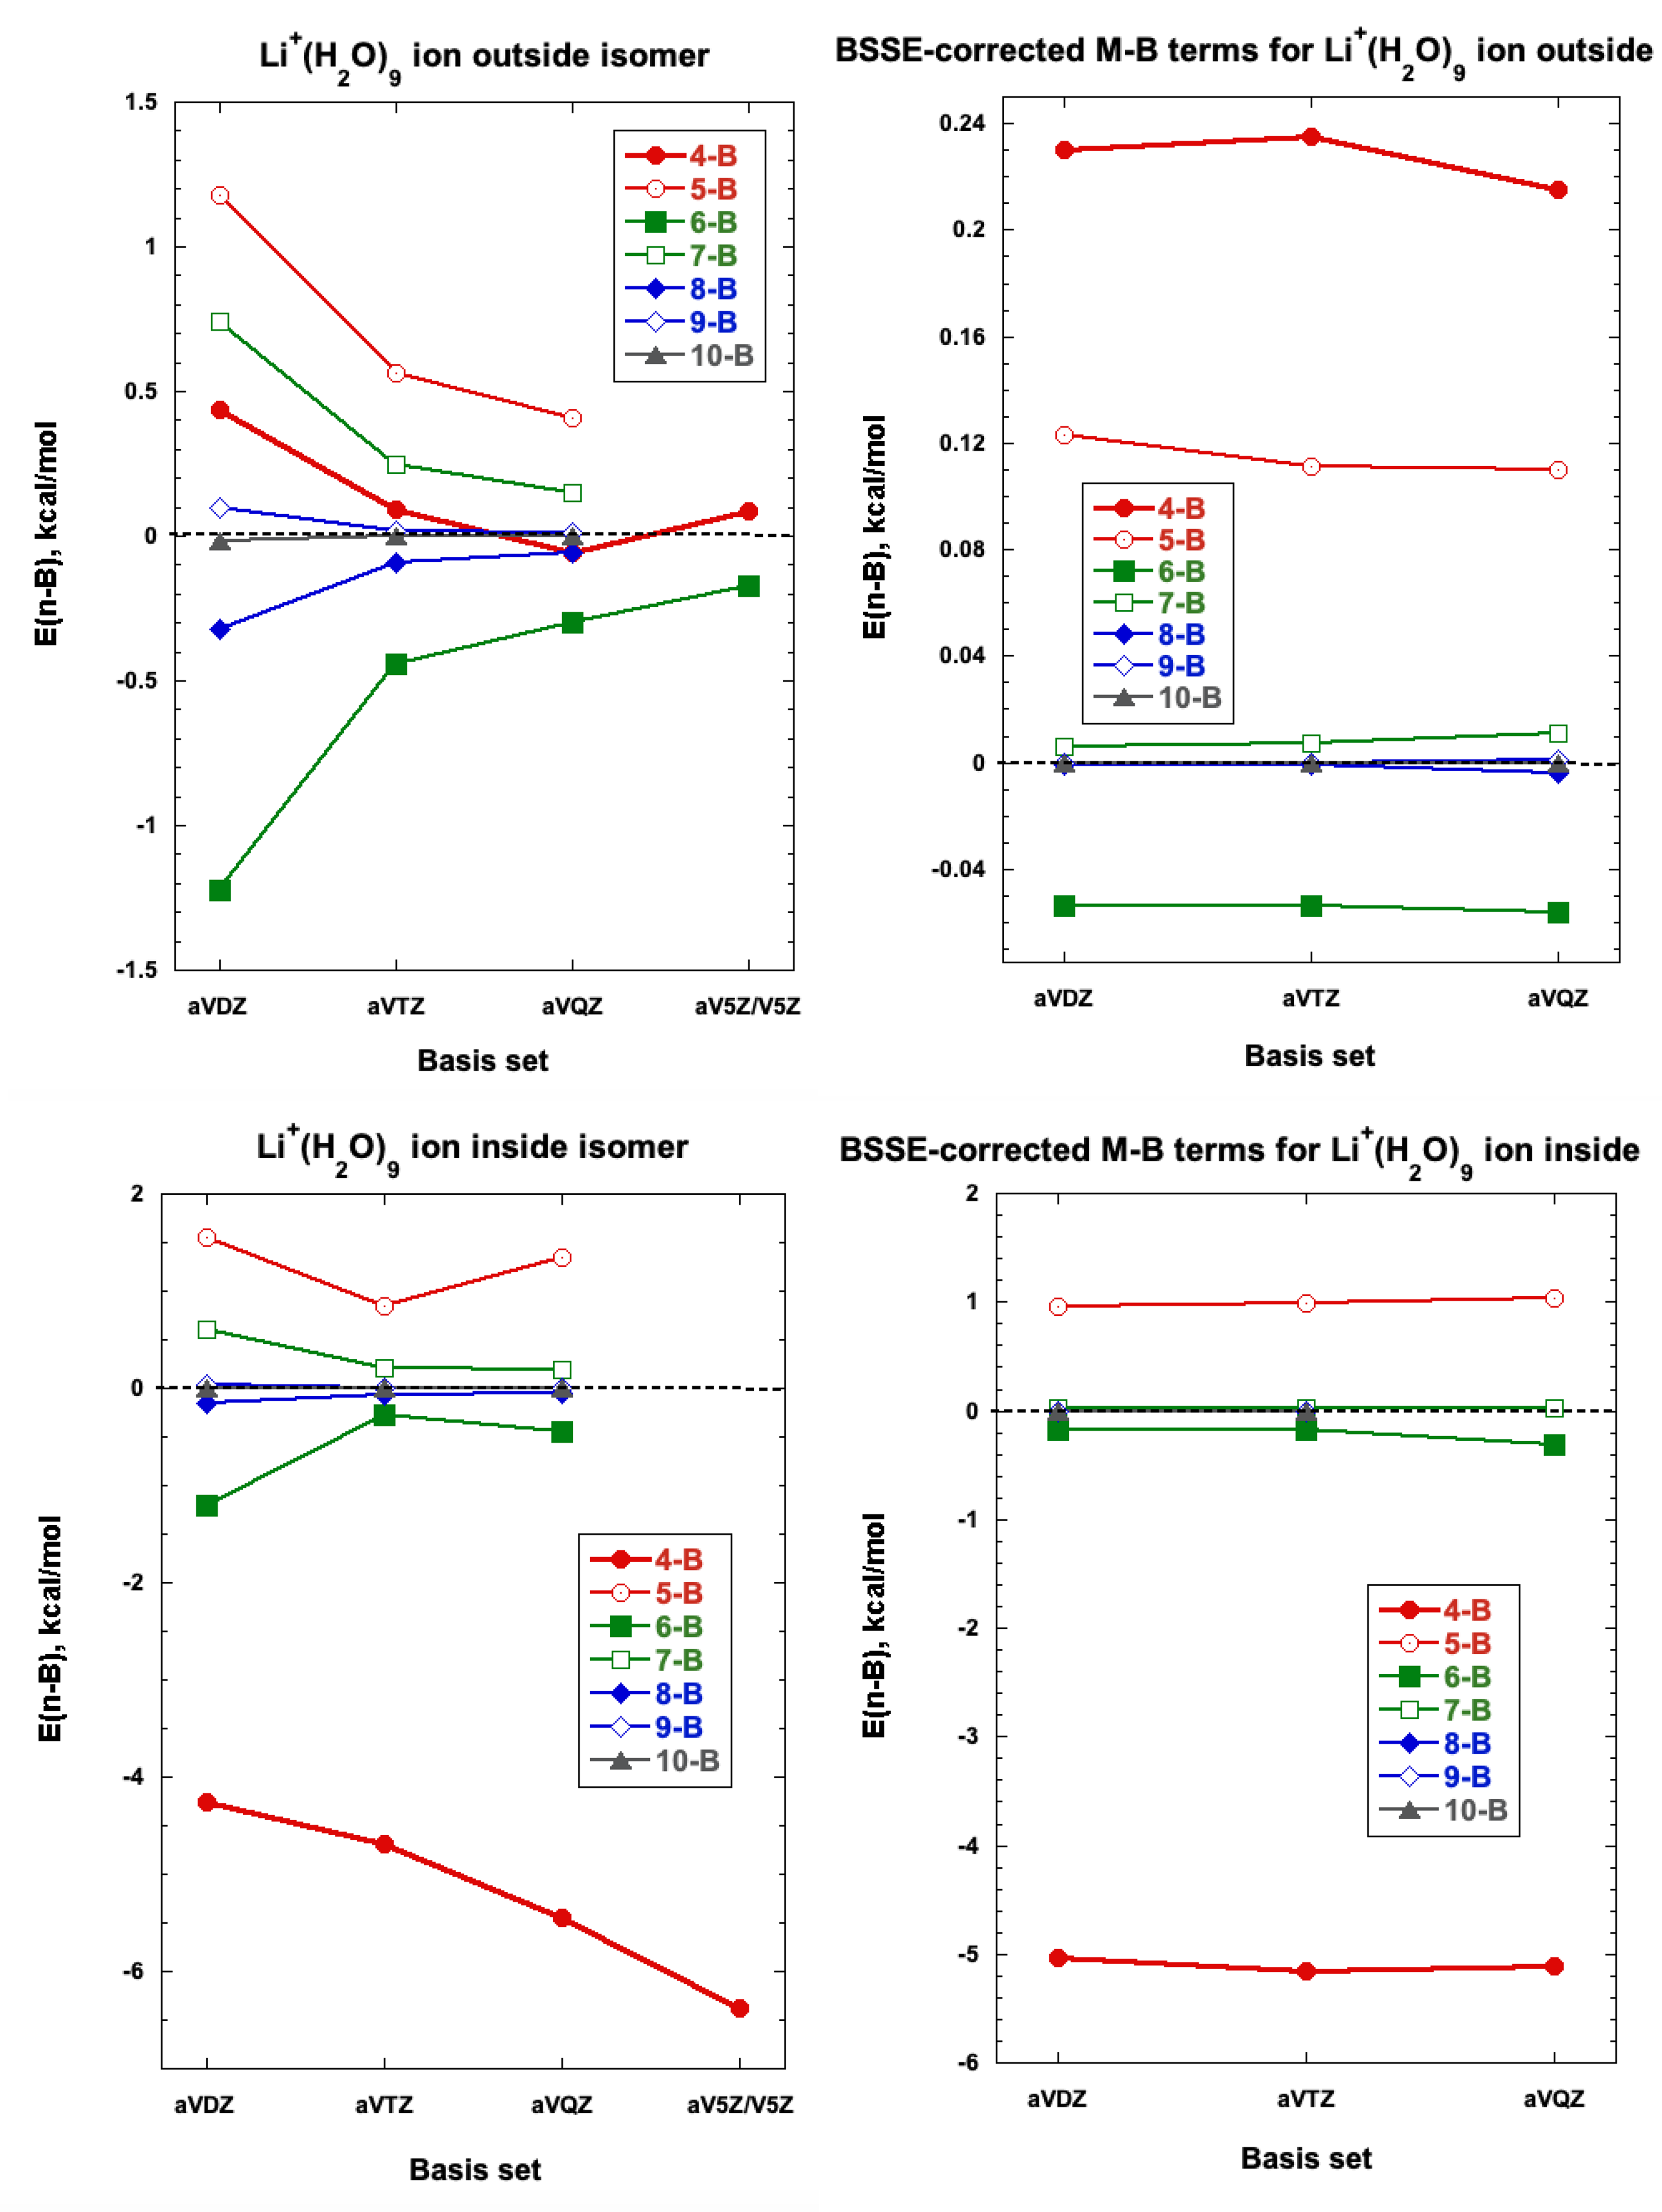 Li⁺(H₂O)₉ ion outside isomer
1.5
1
0.5
0
-0.5
-1
-1.5
E(n-B), kcal/mol
4-B
5-B
6-B
7-B
8-B
9-B
10-B
aVDZ aVTZ aVQZ aV5Z/V5Z
Basis set
BSSE-corrected M-B terms for Li⁺(H₂O)₉ ion outside
0.24
0.2
0.16
0.12
0.08
0.04
0
-0.04
E(n-B), kcal/mol
4-B
5-B
6-B
7-B
8-B
9-B
10-B
aVDZ aVTZ aVQZ
Basis set
Li⁺(H₂O)₉ ion inside isomer
2
0
-2
-4
-6
E(n-B), kcal/mol
4-B
5-B
6-B
7-B
8-B
9-B
10-B
aVDZ aVTZ aVQZ aV5Z/V5Z
Basis set
BSSE-corrected M-B terms for Li⁺(H₂O)₉ ion inside
2
1
0
-1
-2
-3
-4
-5
-6
E(n-B), kcal/mol
4-B
5-B
6-B
7-B
8-B
9-B
10-B
aVDZ aVTZ aVQZ
Basis set